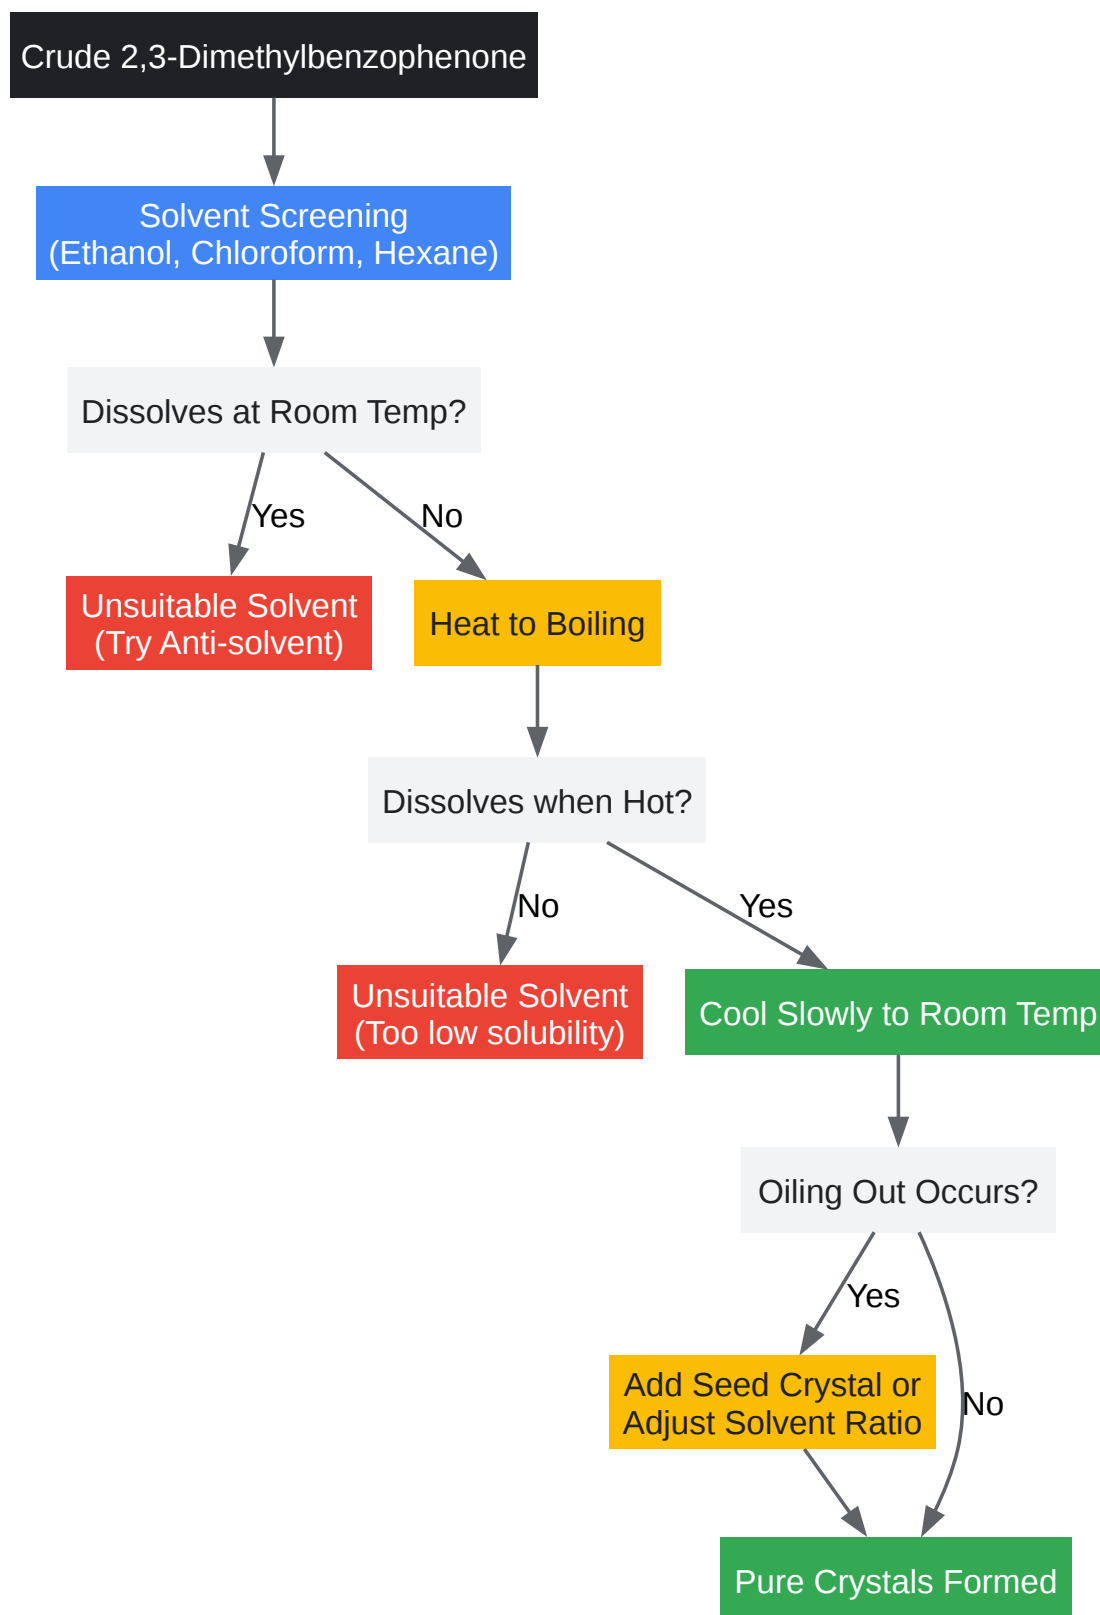 Crude 2,3-Dimethylbenzophenone
Solvent Screening
(Ethanol, Chloroform, Hexane)
Dissolves at Room Temp?
Yes
No
Unsuitable Solvent
(Try Anti-solvent)
Heat to Boiling
Dissolves when Hot?
No
Yes
Unsuitable Solvent
(Too low solubility)
Cool Slowly to Room Temp
Oiling Out Occurs?
Yes
No
Add Seed Crystal or
Adjust Solvent Ratio
Pure Crystals Formed